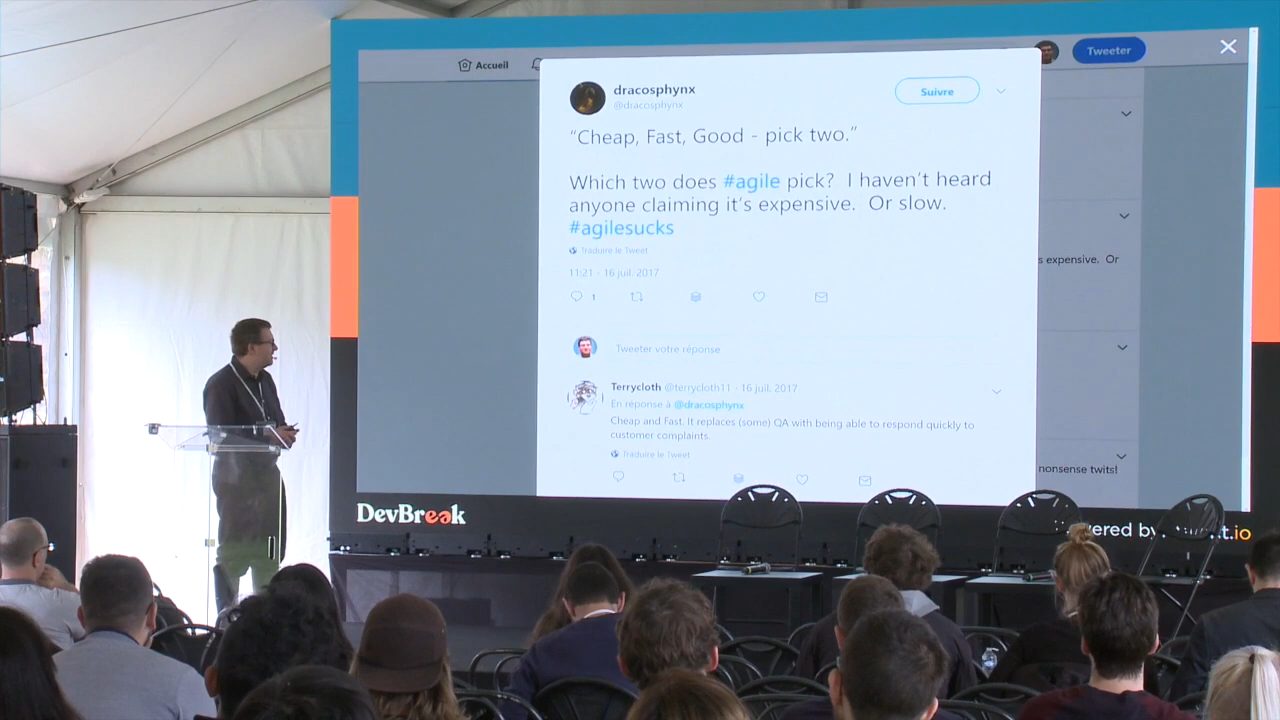 Accueil
Tweeter
dracosphynx
@dracosphynx
Suivre
“Cheap, Fast, Good - pick two.”
Which two does #agile pick? I haven't heard
anyone claiming it's expensive. Or slow.
#agilesucks
Traduire le Tweet
11:21 - 16 juil. 2017
1
s expensive. Or
Tweeter votre réponse
Terrycloth @terrycloth11 - 16 juil. 2017
En réponse à @dracosphynx
Cheap and Fast. It replaces (some) QA with being able to respond quickly to
customer complaints.
Traduire le Tweet
nonsense twits!
DevBreak
ered by
t.io